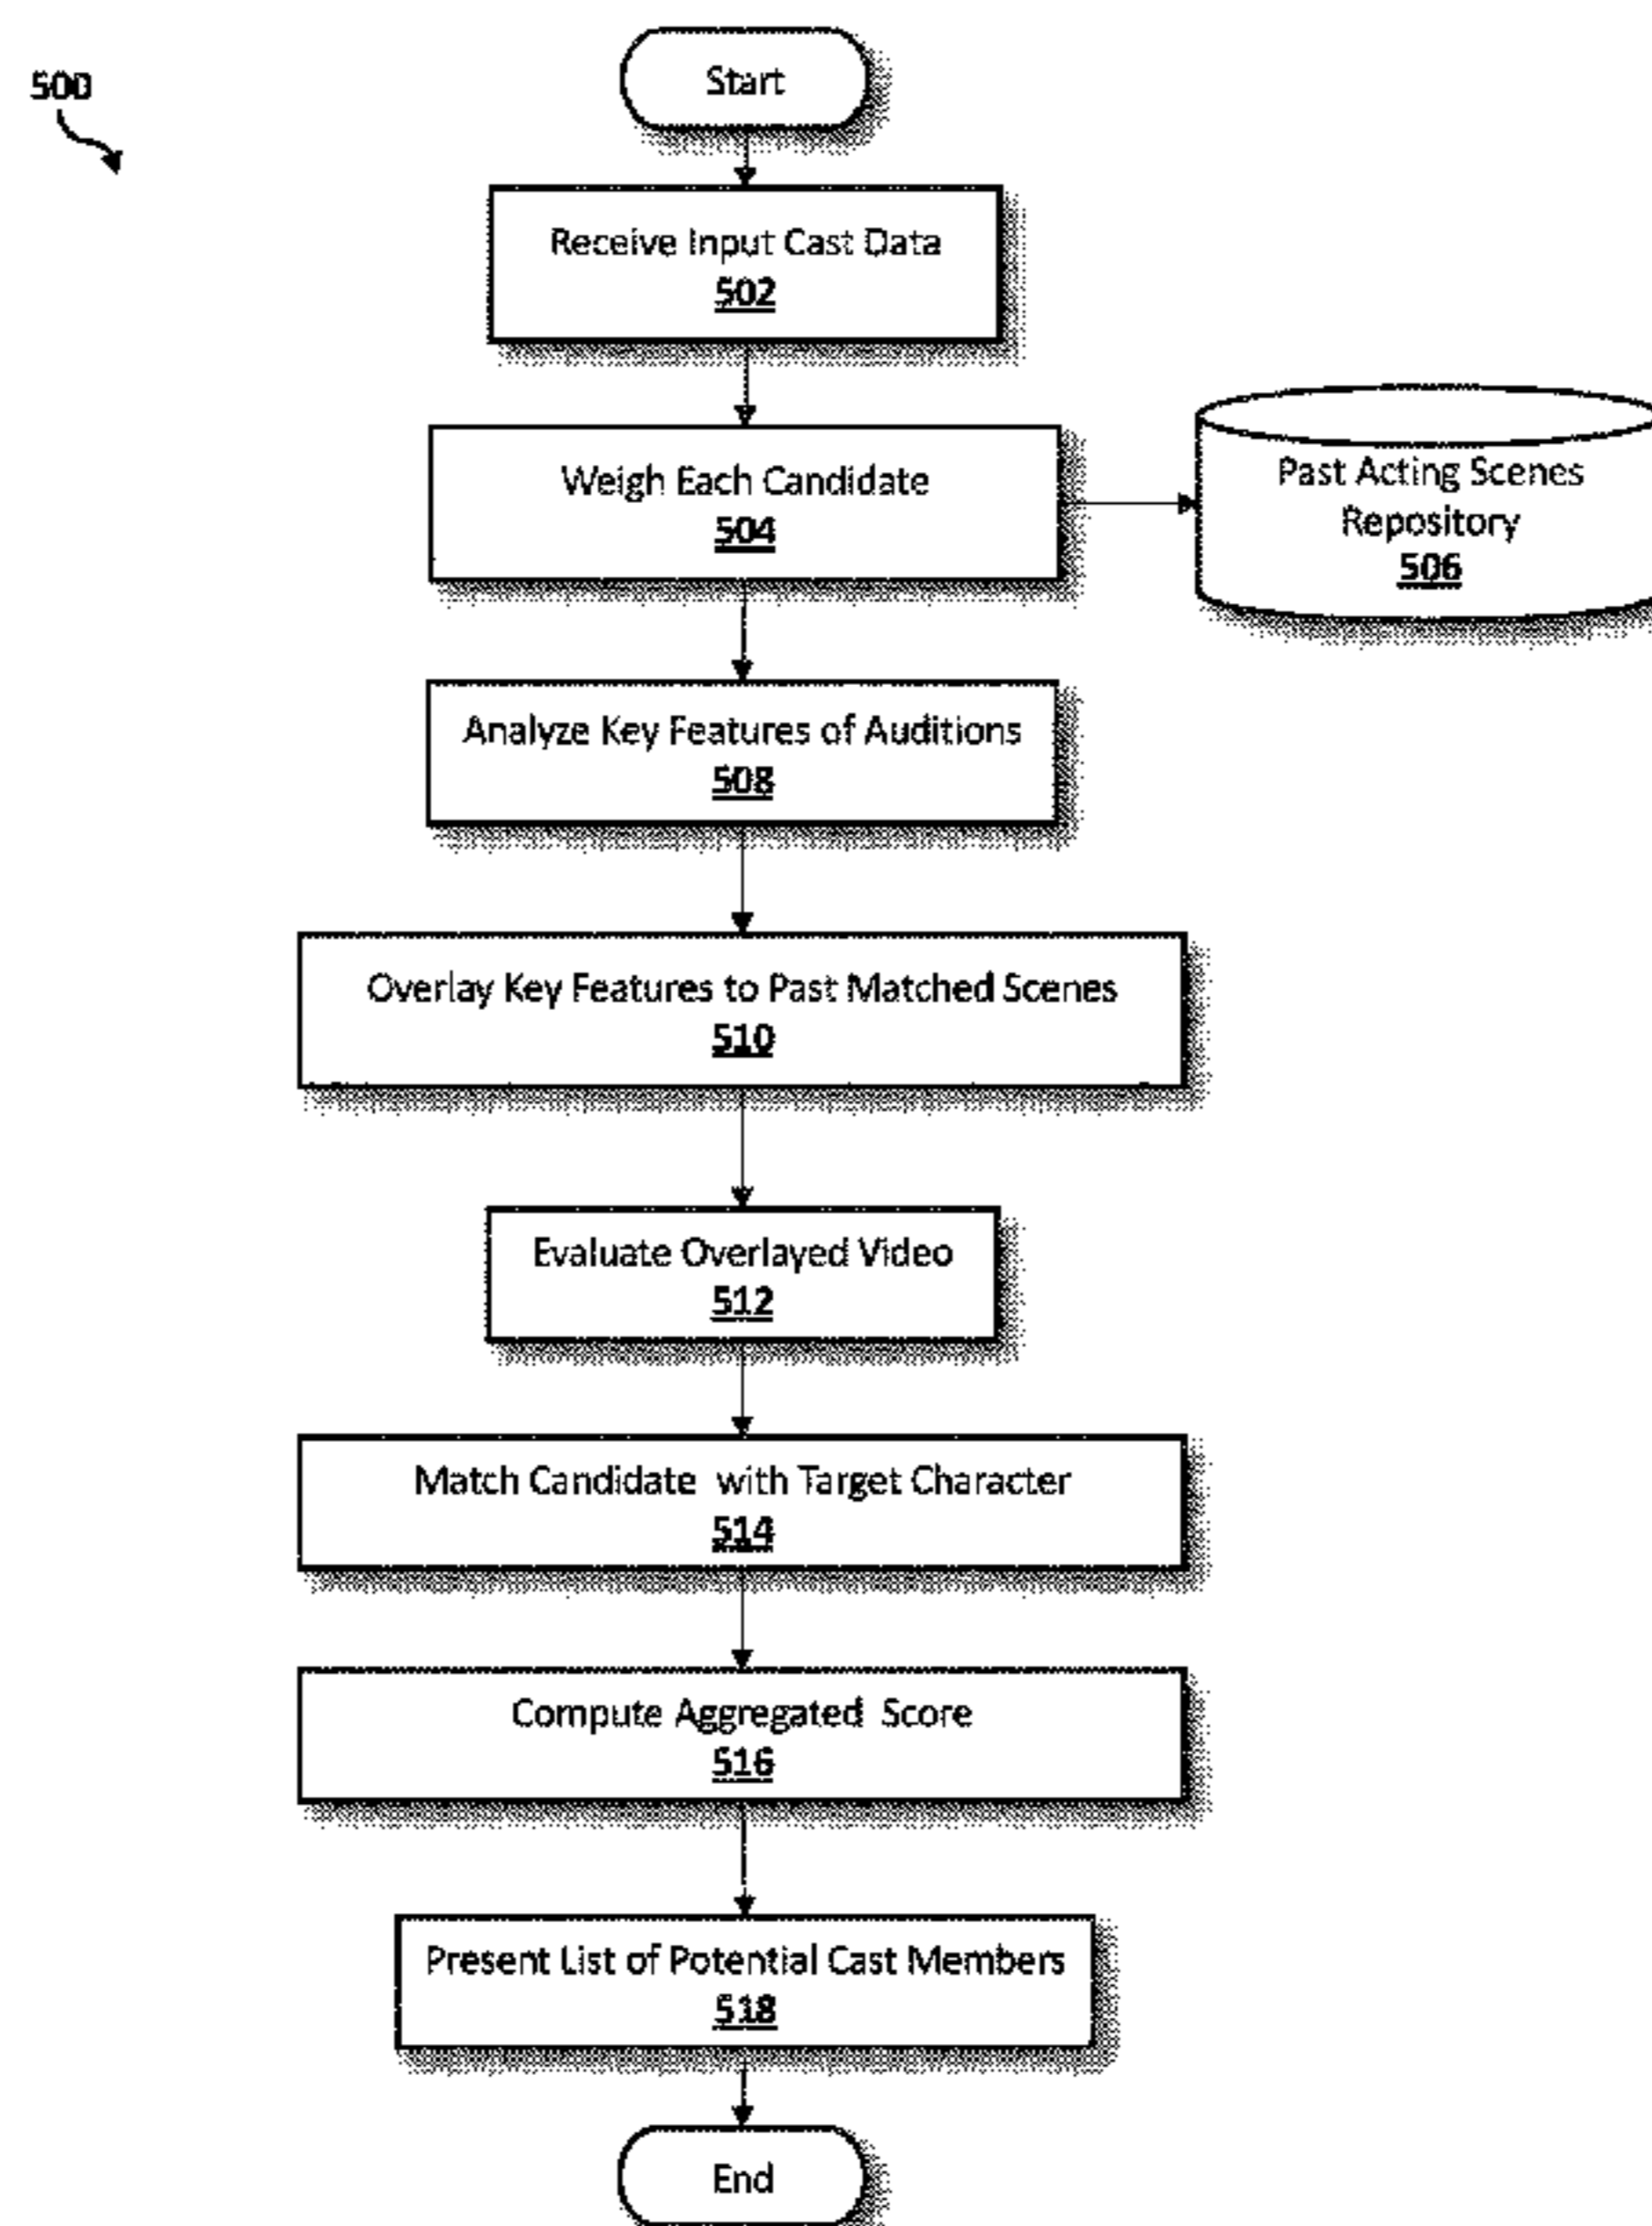 500
Start
Receive Input Cast Data
502
Weigh Each Candidate
504
Past Acting Scenes
Repository
506
Analyze Key Features of Auditions
508
Overlay Key Features to Past Matched Scenes
510
Evaluate Overlayed Video
512
Match Candidate with Target Character
514
Compute Aggregated Score
516
Present List of Potential Cast Members
518
End